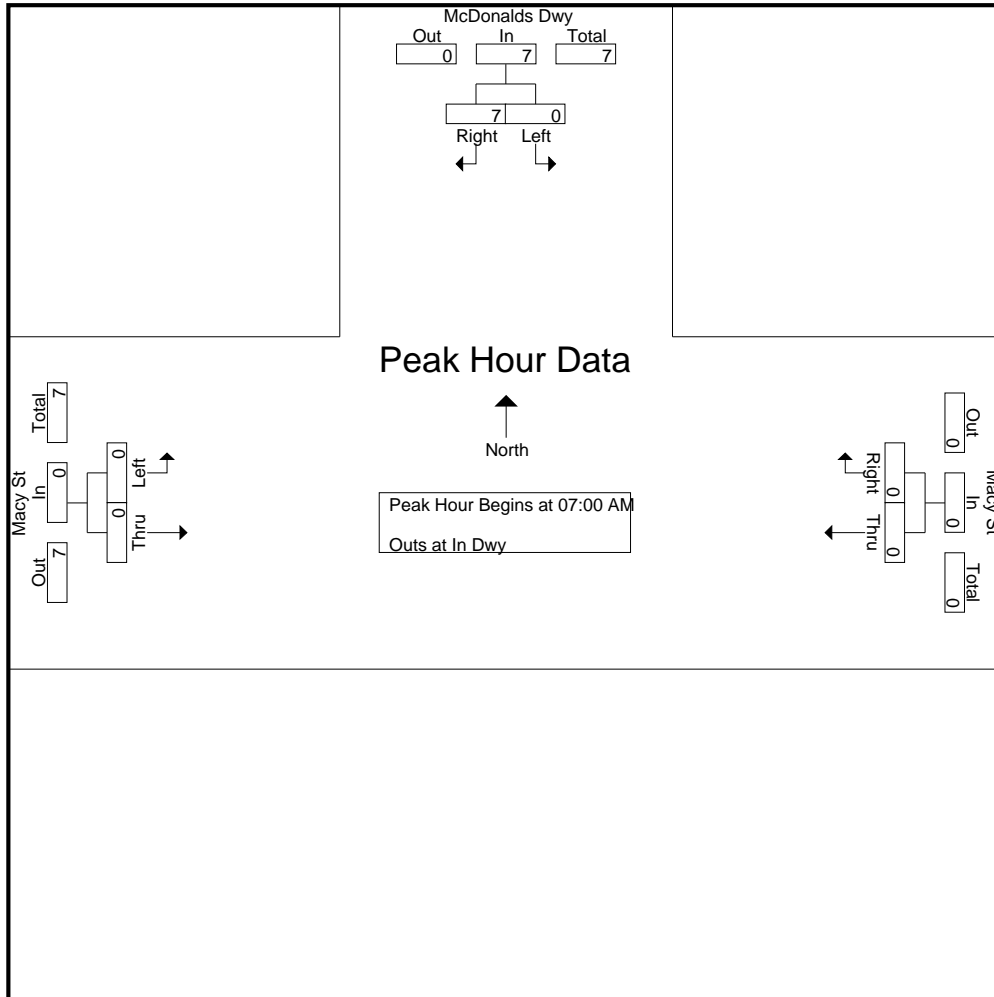 McDonalds Dwy
Out In Total
0 7 7
7 0
Right Left
Peak Hour Data
North
Peak Hour Begins at 07:00 AM
Outs at In Dwy
Macy St
Out In Total
7 0 7
0 0
Left Thru
Macy St
Out In Total
0 0 0
0 0
Right Thru